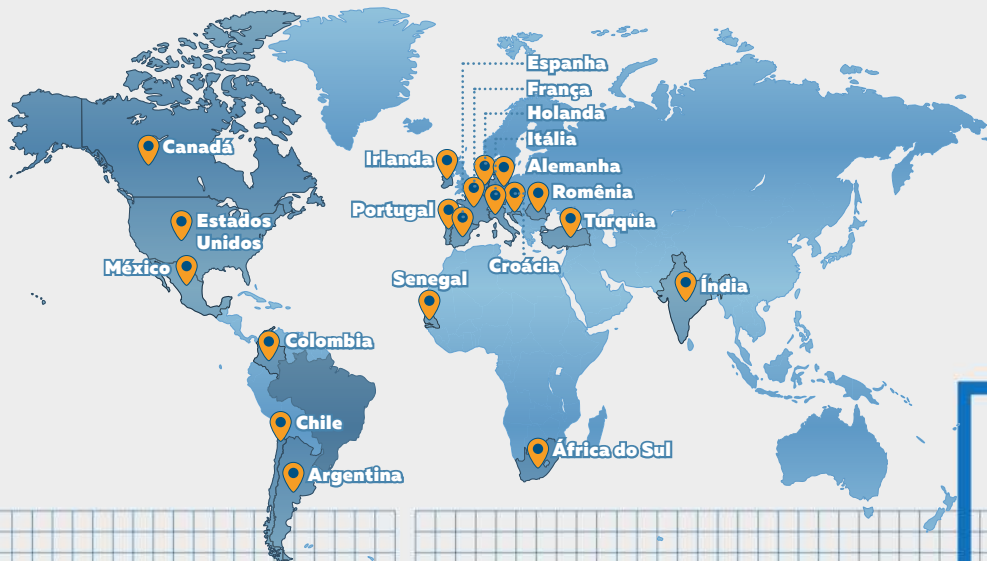 Espanha
França
Holanda
Itália
Alemanha
Irlanda
Romênia
Portugal
Turquia
Croácia
Canadá
Estados
Unidos
México
Senegal
Índia
Colombia
Chile
África do Sul
Argentina